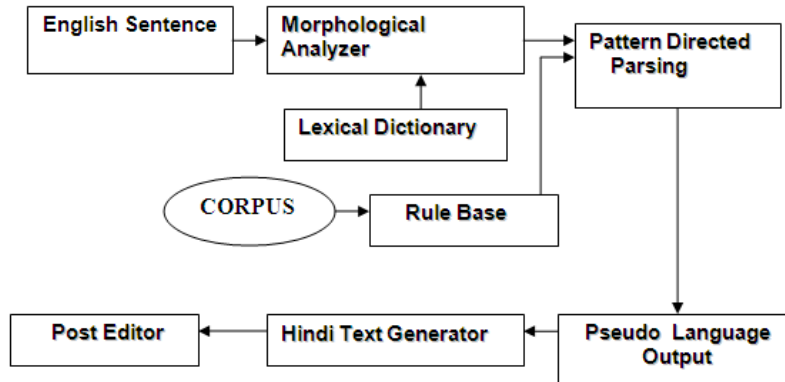 English Sentence
Morphological
Analyzer
Pattern Directed
Parsing
Lexical Dictionary
CORPUS
Rule Base
Post Editor
Hindi Text Generator
Pseudo Language
Output